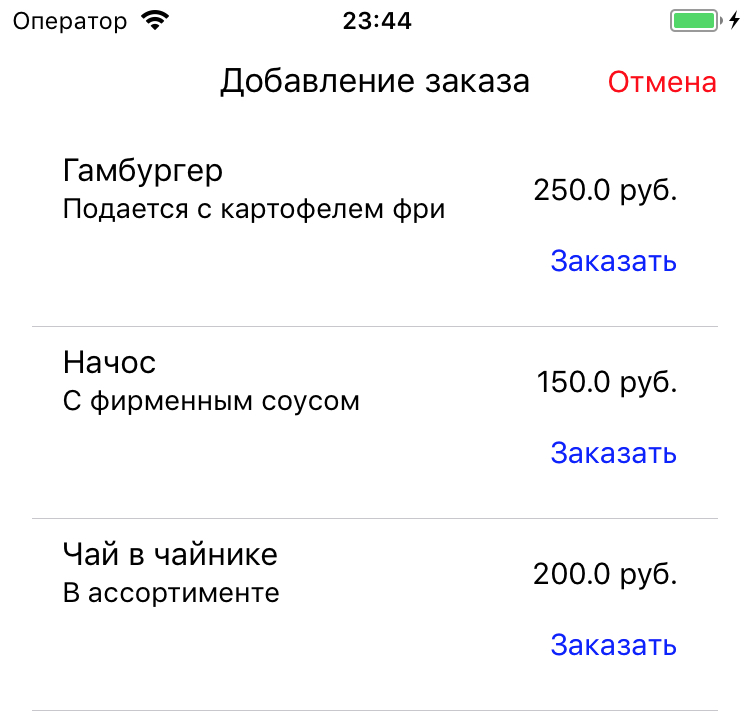 Оператор 23:44
Добавление заказа Отмена
Гамбургер
Подается с картофелем фри
250.0 руб.
Заказать
Начос
С фирменным соусом
150.0 руб.
Заказать
Чай в чайнике
В ассортименте
200.0 руб.
Заказать